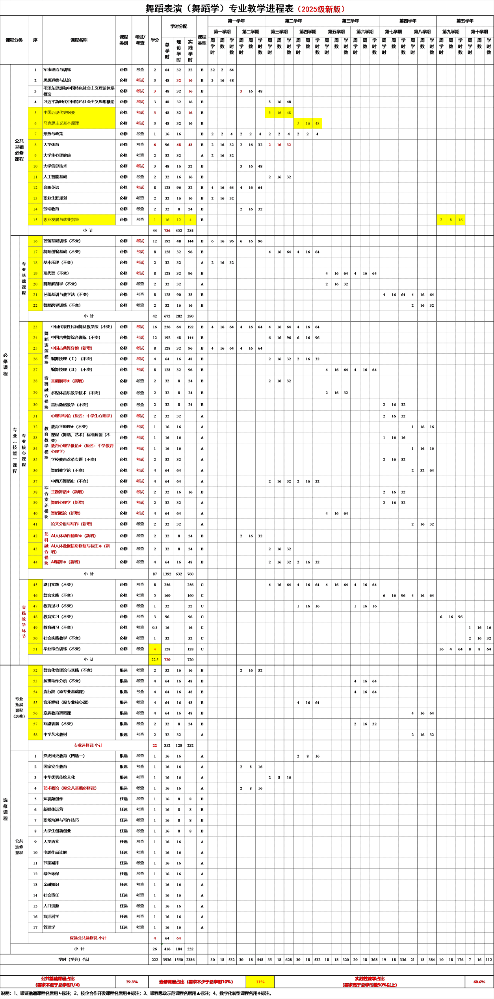 舞蹈表演（舞蹈学）专业教学进程表（2025级新版）
课程分类 序 课程名称 课程类别 考试/考查 学分 学时分配 课程类型 第一学年 第二学年 第三学年 第四学年 第五学年
第一学期 第二学期 第三学期 第四学期 第五学期 第六学期 第七学期 第八学期 第九学期 第十学期
总学时 理论学时 实践学时 周学时 周数 学时数 周学时 周数 学时数 周学时 周数 学时数 周学时 周数 学时数 周学时 周数 学时数 周学时 周数 学时数 周学时 周数 学时数 周学时 周数 学时数 周学时 周数 学时数 周学时 周数 学时数
必修课程
公共基础必修课程
1 军事理论与训练 必修 考查 2 64 32 32 B 32 2 64
2 思想道德与法治 必修 考试 3 48 32 16 B 3 16 48
3 毛泽东思想和中国特色社会主义理论体系概论 必修 考试 3 48 32 16 B 3 16 48
4 习近平新时代中国特色社会主义思想概论 必修 考试 3 48 32 16 B 3 16 48
5 中国近现代史纲要 必修 考试 3 48 32 16 B 3 16 48
6 马克思主义基本原理 必修 考试 3 48 32 16 B 3 16 48
7 形势与政策 必修 考查 1 16 16 B 2 2 4 2 2 4 2 2 4 2 2 4
8 大学体育 必修 考查 6 96 48 48 B 2 16 32 2 16 32 2 16 32
9 大学生心理健康 必修 考查 2 32 32 A 2 16 32
10 大学信息技术 必修 考试 3 48 16 32 B 3 16 48
11 人工智能基础 必修 考查 2 32 16 16 B 2 16 32
12 高职英语 必修 考试 8 128 96 32 B 4 16 64 4 16 64
13 职业生涯规划 必修 考查 2 32 16 16 B 2 16 32
14 劳动教育 必修 考查 2 32 8 24 B 2 16 32
15 职业发展与就业指导 必修 考查 1 16 12 4 B 2 8 16
小 计 44 736 452 284
专业（技能）课程
专业基础课程
16 芭蕾基础训练（不变） 必修 考试 12 192 48 144 B 6 16 96 6 16 96
17 舞蹈创编基础（不变） 必修 考试 8 128 32 96 B 4 16 64 4 16 64
18 基本乐理（不变） 必修 考试 2 32 32 A 2 16 32
19 现代舞（不变） 必修 考试 8 128 32 96 B 4 16 64 4 16 64
20 舞蹈解剖学（不变） 必修 考查 2 32 32 A 2 16 32
21 芭蕾基训与教学法（不变） 必修 考查 8 128 90 38 B 4 16 64 4 16 64
22 舞蹈跨界训练（不变） 必修 考查 2 32 16 16 B 2 16 32
小 计 42 672 282 390
专业核心课程
舞蹈表演模块
23 中国代表性民间舞及教学法（不变） 必修 考试 16 256 64 192 B 4 16 64 4 16 64 4 16 64 4 16 64
24 中国古典舞综合训练（不变） 必修 考试 12 192 48 144 B 6 16 96 6 16 96
25 中国古典舞身韵（新增） 必修 考试 8 128 32 96 B 4 16 64 4 16 64
26 编舞技理（Ⅰ）（不变） 必修 考试 4 64 16 48 B 2 16 32 2 16 32
27 编舞技理（Ⅱ）（不变） 必修 考试 8 128 32 96 B 4 16 64 4 16 64
音舞融合模块
28 基础钢琴★（新增） 必修 考查 2 32 8 24 B 2 16 32
29 多媒体音乐教学技术（不变） 必修 考查 2 32 8 24 B 2 16 32
30 音乐微格教学（不变） 必修 考查 2 32 8 24 B 2 16 32
教育教学模块
31 心理学导论（原名：中学生心理学） 必修 考试 2 32 32 A 2 16 32
32 教育学原理★（不变） 必修 考试 1 16 16 A 1 16 16
33 课程（舞蹈、艺术）标准解读（不变） 必修 考试 1 16 16 A 1 16 16
34 教育心理学概论★（原名：中学教育心理学） 必修 考试 1 16 16 A 1 16 16
35 学校教育改革专题（不变） 必修 考试 2 32 32 A 2 16 32
36 舞蹈教学论（不变） 必修 考试 4 64 64 A 2 32 64
综合素养模块
37 中西方舞蹈史（不变） 必修 考试 4 64 64 A 2 16 32 2 16 32
38 主题舞谱★（新增） 必修 考试 2 32 16 16 B 2 16 32
39 舞蹈心理学（新增） 必修 考试 2 32 32 A 2 16 32
40 舞蹈概论（新增） 必修 考试 4 64 64 A 4 16 64
41 论文分析与写作（新增） 必修 考查 2 32 32 A 2 16 32
艺科融合模块
42 AI人体动作捕捉❖（新增） 必修 考查 2 32 8 24 B 2 16 32
43 AI人体数据信息修复与标注❖（新增） 必修 考查 2 32 8 24 B 2 16 32
44 AI编舞❖（新增） 必修 考查 4 64 16 48 B 2 16 32 2 16 32
小 计 87 1392 632 760
实践教学环节
45 剧目实践（不变） 必修 考查 8 256 256 C 4 16 64 4 16 64 4 16 64 4 16 64
46 舞台实践（不变） 必修 考查 5 160 160 C 6 16 96 4 16 64
47 教育见习（不变） 必修 考查 1 32 32 C 1 16 16 1 16 16
48 教育实习（不变） 必修 考查 3 96 96 C 6 16 96
49 教育研习（不变） 必修 考查 0.5 16 16 C 1 16 16
50 社会实践教学（不变） 必修 考查 1 32 32 C 2 16 32
51 毕业综合训练（不变） 必修 考查 4 128 128 C 16 4 64 8 8 64
小 计 22.5 720 720
选修课程
专业拓展课程（选修）
52 舞台化妆理论与实践（不变） 限选 考查 2 32 16 16 B 2 16 32
53 拉班动作分析（不变） 限选 考查 4 64 16 48 B 4 16 64
54 流行舞（原专业基础课） 限选 考查 4 64 16 48 B 4 16 64
55 音乐弹唱（原专业核心课） 限选 考查 4 64 16 48 B 4 16 64
56 素质教育舞蹈课 限选 考查 4 64 16 48 B 4 16 64
57 戏剧表演（不变） 限选 考查 2 32 8 24 B 2 16 32
58 中学艺术教材 限选 考查 2 32 32 A 2 16 32
专业选修课 小计 22 352 120 232
公共选修课程
1 党史国史教育（四选一） 限选 考查 1 16 16 A 2 8 16
2 国家安全教育 限选 考查 1 16 16 A 2 8 16
3 中华优秀传统文化 限选 考查 1 16 16 A 2 8 16
4 艺术概论（原公共基础必修课） 限选 考查 1 16 16 A 2 8 16
5 短视频创作 任选 考查 1 16 8 8 B
6 新媒体运营 任选 考查 1 16 8 8 B
7 职场沟通与写作技巧 任选 考查 1 16 8 8 B
8 大学生创新创业 任选 考查 1 16 8 8 B
9 大学语文 任选 考查 1 16 16 A
10 电影作品读解 任选 考查 1 16 16 A
11 节能减排 任选 考查 1 16 16 A
12 绿色环保 任选 考查 1 16 16 A
13 金融知识 任选 考查 1 16 16 A
14 社会责任 任选 考查 1 16 16 A
15 人口资源 任选 考查 1 16 16 A
16 海洋科学 任选 考查 1 16 16 A
17 管理学 任选 考查 1 16 16 A
应选公共选修课 小计 4 64 64
小 计 26 416 184 232
学时（学分）合计 222 3936 1550 2386 30 18 532 30 18 548 35 18 628 30 18 532 18 18 320 20 18 368 19 18 336 21 18 384 10 18 176 7 16 112
公共基础课程占比（要求不低于总学时1/4） 29.3% 选修课程占比（要求不少于总学时10%） 11% 实践性教学占比（要求高于总学时数50%以上） 60.6%
说明：1、课证融通课程名后用★标注；2、校企合作开发课程名后用◆标注；3、课程思政示范课程名后用▲标注；4、数字化转型课程名用❖标注。